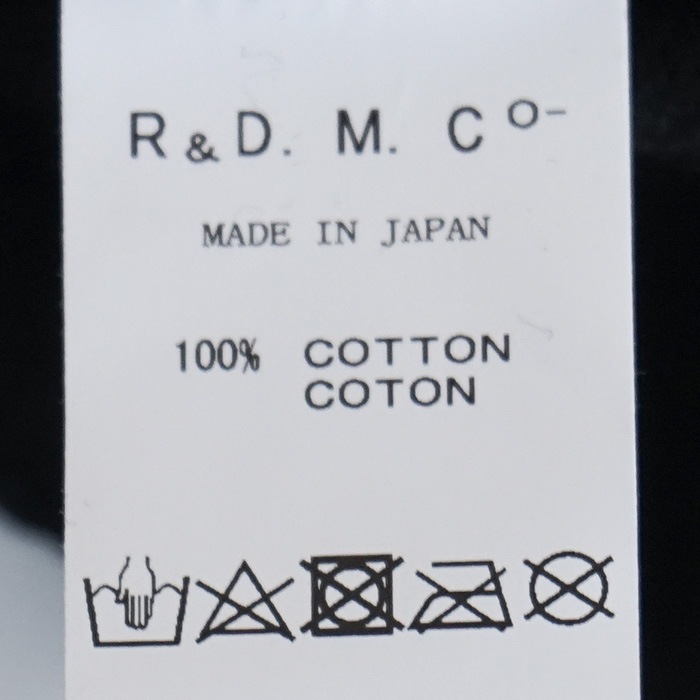 R & D. M. Co-
MADE IN JAPAN
100% COTTON
COTON